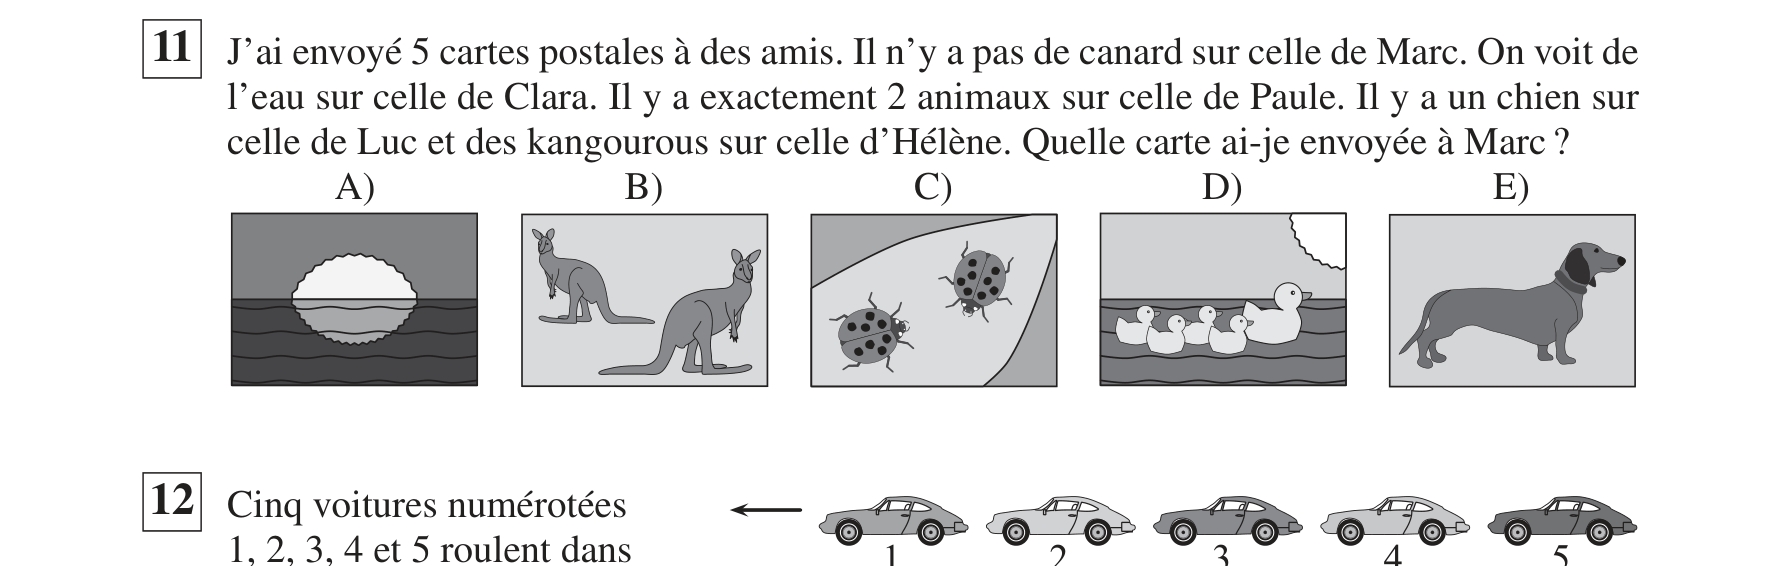 11 J'ai envoyé 5 cartes postales à des amis. Il n'y a pas de canard sur celle de Marc. On voit de
l'eau sur celle de Clara. Il y a exactement 2 animaux sur celle de Paule. Il y a un chien sur
celle de Luc et des kangourous sur celle d'Hélène. Quelle carte ai-je envoyée à Marc ?
A) B) C) D) E)
12 Cinq voitures numérotées
1, 2, 3, 4 et 5 roulent dans
1 2 3 4 5